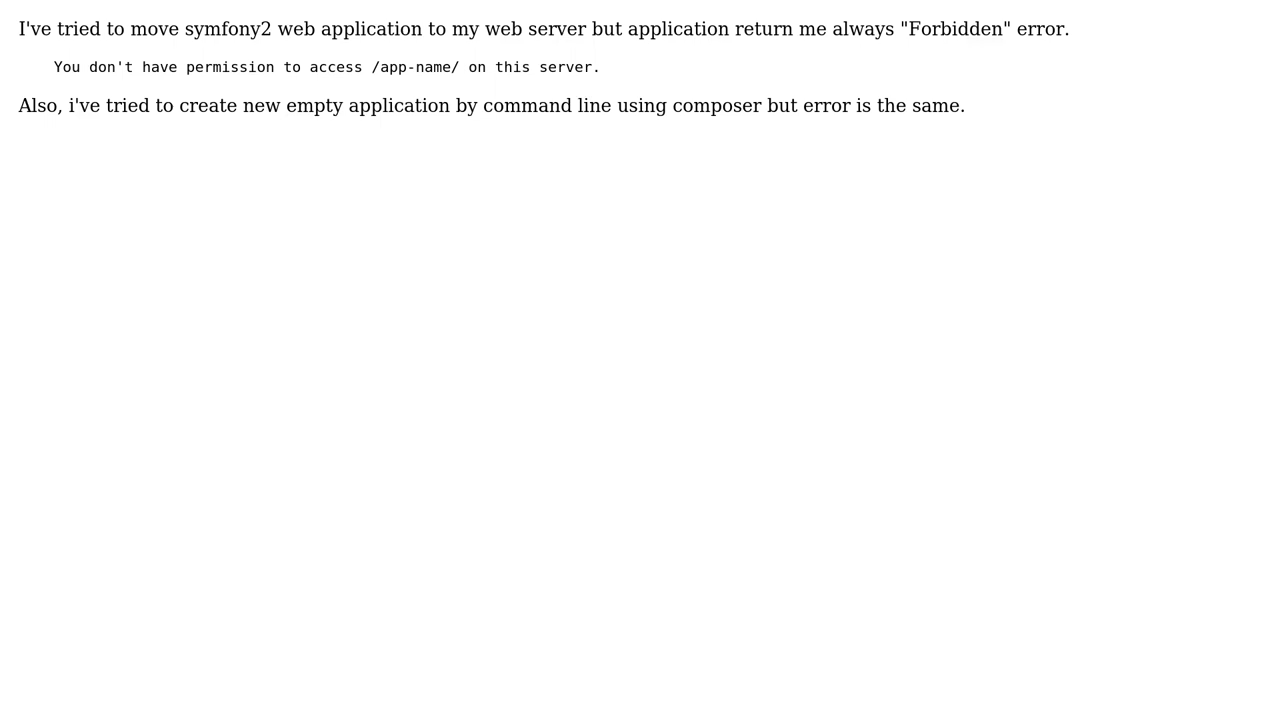 I've tried to move symfony2 web application to my web server but application return me always "Forbidden" error.
You don't have permission to access /app-name/ on this server.
Also, i've tried to create new empty application by command line using composer but error is the same.